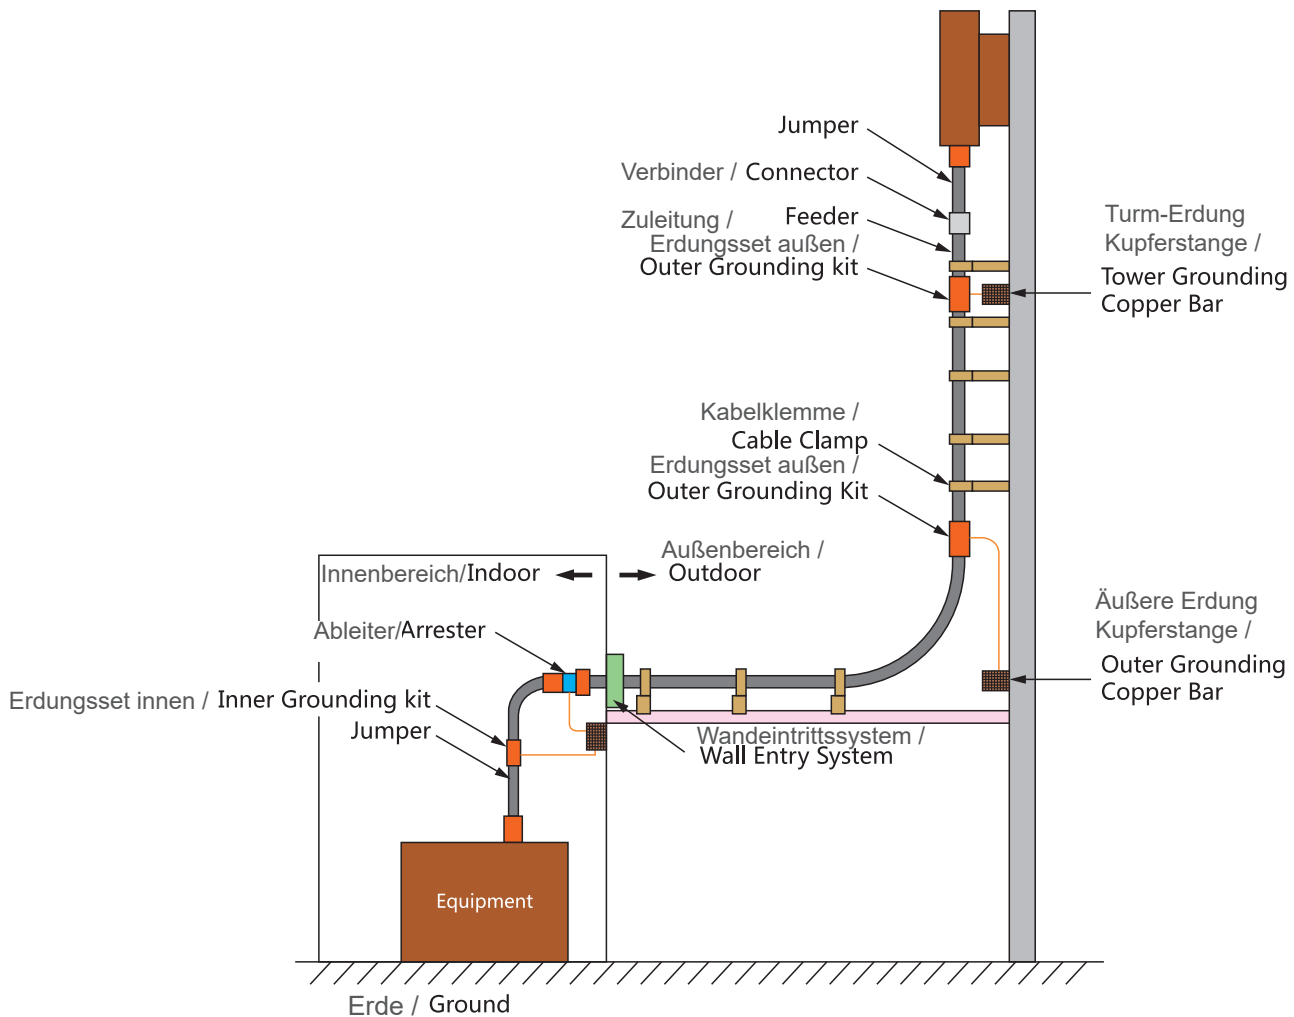 Jumper
Verbinder / Connector
Zuleitung / Feeder
Erdungsset außen /
Outer Grounding kit
Turm-Erdung
Kupferstange /
Tower Grounding
Copper Bar
Kabelklemme /
Cable Clamp
Erdungsset außen /
Outer Grounding Kit
Außenbereich /
Innenbereich/Indoor
Outdoor
Äußere Erdung
Kupferstange /
Outer Grounding
Copper Bar
Ableiter/Arrester
Erdungsset innen / Inner Grounding kit
Jumper
Wandeintrittssystem /
Wall Entry System
Equipment
Erde / Ground